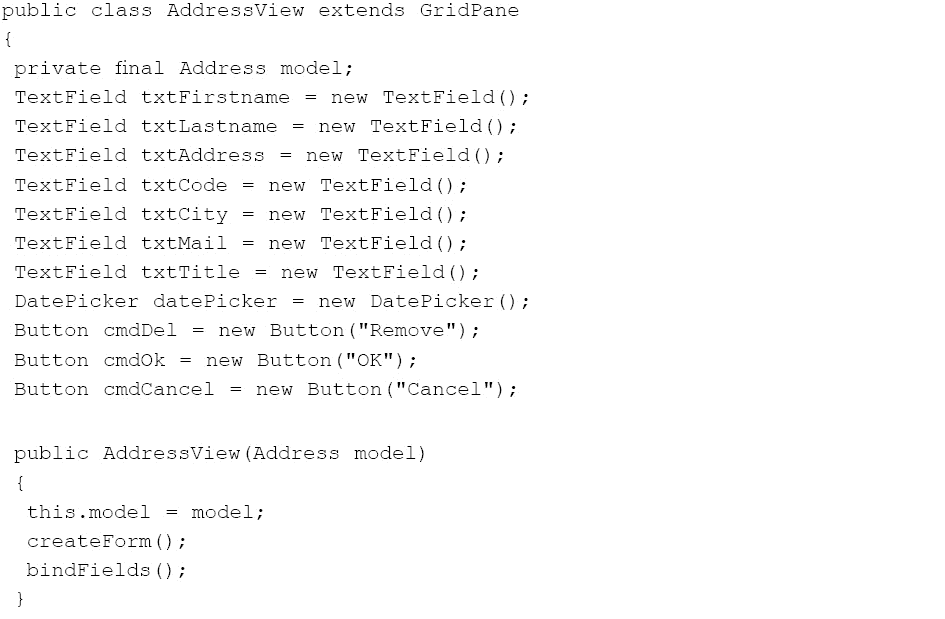 public class AddressView extends GridPane
{
private final Address model;
TextField txtFirstname = new TextField();
TextField txtLastname = new TextField();
TextField txtAddress = new TextField();
TextField txtCode = new TextField();
TextField txtCity = new TextField();
TextField txtMail = new TextField();
TextField txtTitle = new TextField();
DatePicker datePicker = new DatePicker();
Button cmdDel = new Button("Remove");
Button cmdOk = new Button("OK");
Button cmdCancel = new Button("Cancel");
public AddressView(Address model)
{
this.model = model;
createForm();
bindFields();
}